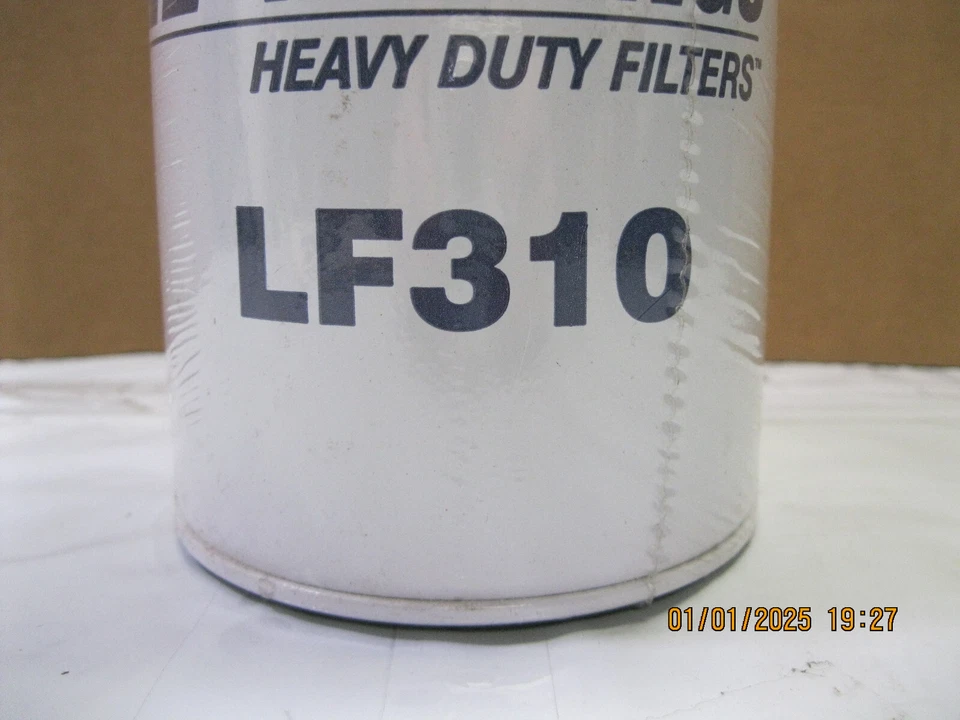 HEAVY DUTY FILTERS™
LF310
01/01/2025 19:27